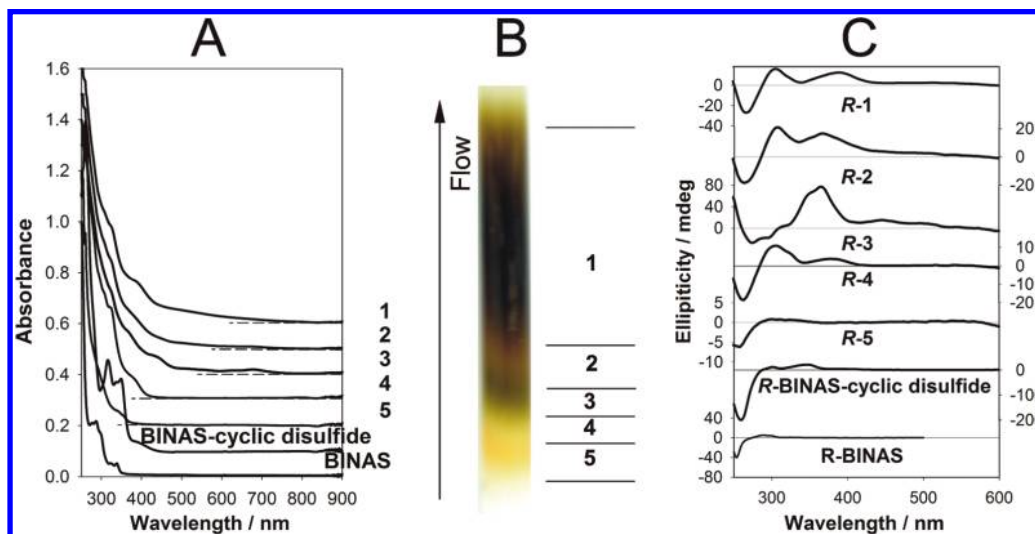 A
B
C
1.6
1.4
1.2
1.0
0.8
0.6
0.4
0.2
0.0
Absorbance
1
2
3
4
5
BINAS-cyclic disulfide
BINAS
300 400 500 600 700 800 900
Wavelength / nm
Flow
1
2
3
4
5
Ellipiticity / mdeg
0
-20
-40
80
40
0
5
0
-5
-10
40
0
-40
-80
R-1
R-2
R-3
R-4
R-5
R-BINAS-cyclic disulfide
R-BINAS
20
0
-20
10
0
-10
-20
0
-10
-20
300 400 500 600
Wavelength / nm